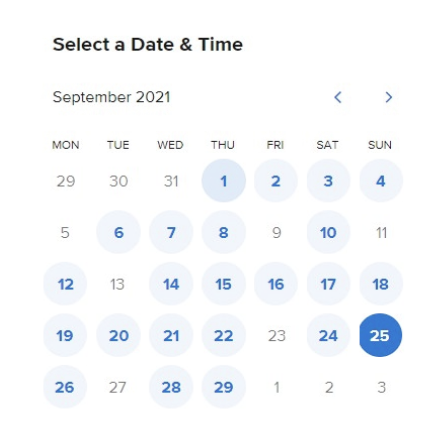 Select a Date & Time
September 2021
MON TUE WED THU FRI SAT SUN
29 30 31 1 2 3 4
5 6 7 8 9 10 11
12 13 14 15 16 17 18
19 20 21 22 23 24 25
26 27 28 29 1 2 3